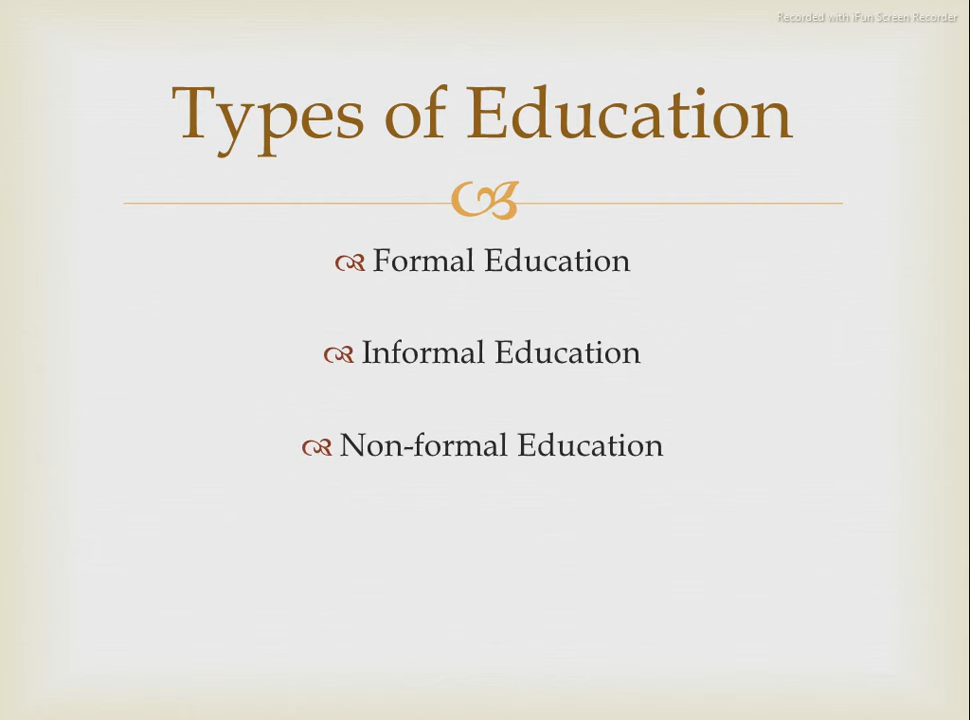 Recorded with iFun Screen Recorder
Types of Education
Formal Education
Informal Education
Non-formal Education